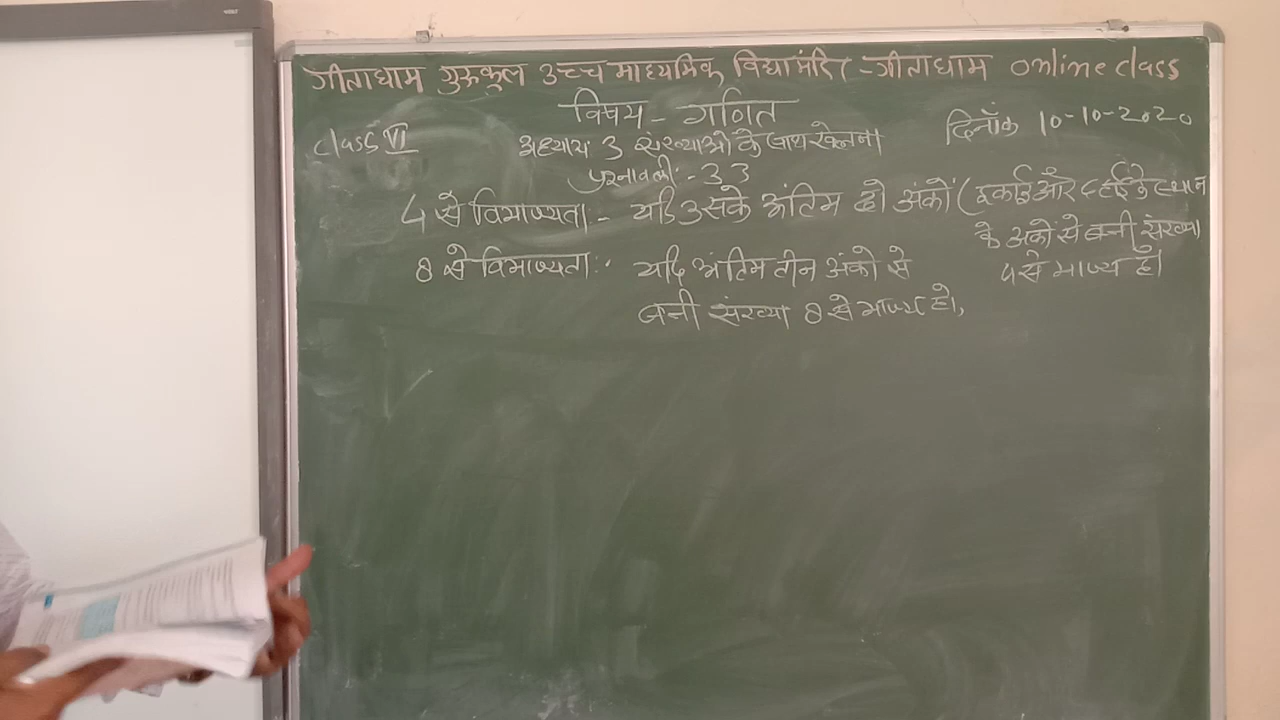 गीताधाम गुरुकुल उच्च माध्यमिक विद्या मंदिर - गीताधाम online class
विषय - गणित
class VI
दिनाँक 10-10-2020
अध्याय 3 संख्याओ के साथ खेलना
प्रश्नावली:- 3.3
4 से विभाज्यता:- यदि उसके अंतिम दो अंकों (इकाई और दहाई के स्थान
के अंको से बनी संख्या
4 से भाज्य हो
8 से विभाज्यता:- यदि अंतिम तीन अंको से
बनी संख्या 8 से भाज्य हो,